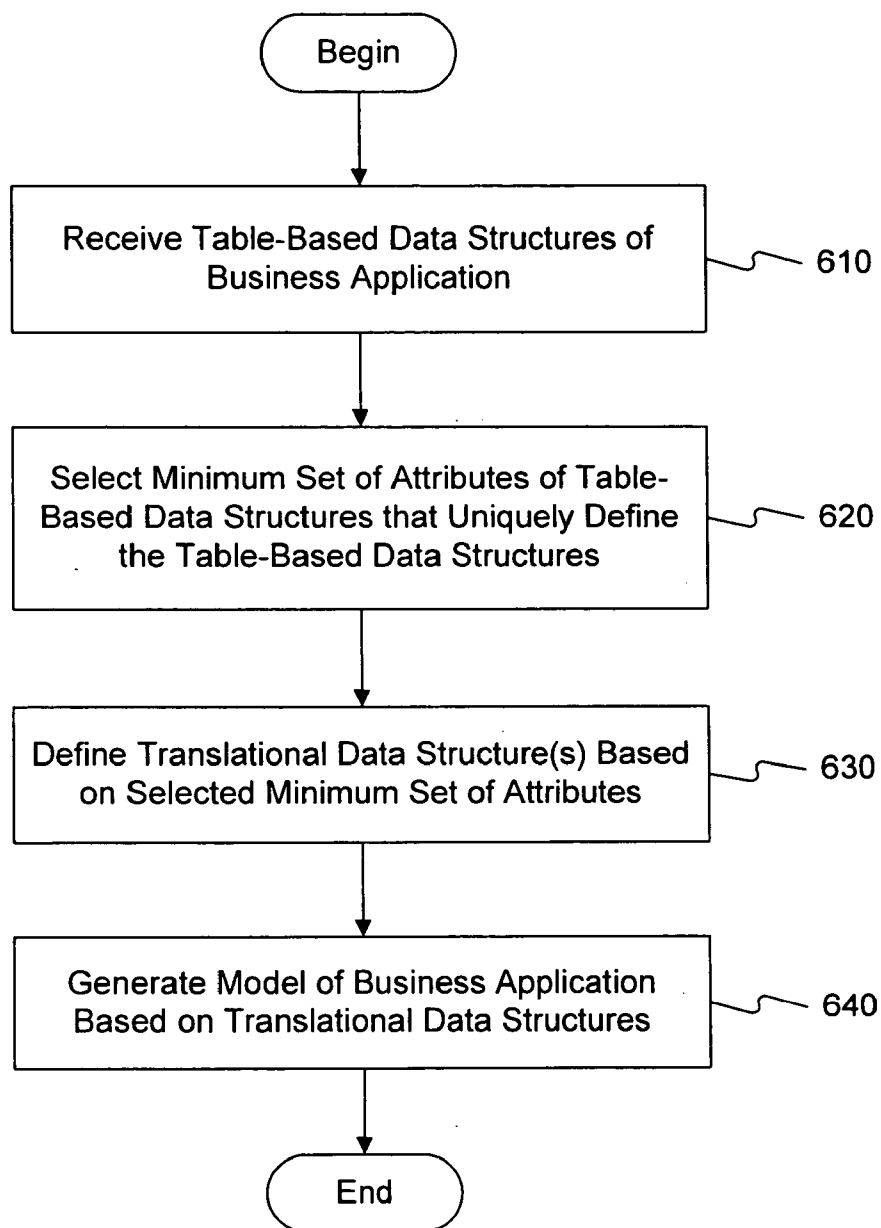 Begin
Receive Table-Based Data Structures of
Business Application
610
Select Minimum Set of Attributes of Table-
Based Data Structures that Uniquely Define
the Table-Based Data Structures
620
Define Translational Data Structure(s) Based
on Selected Minimum Set of Attributes
630
Generate Model of Business Application
Based on Translational Data Structures
640
End